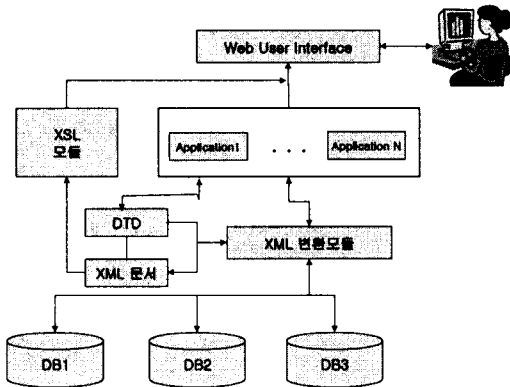 Web User Interface
XSL
모듈
Application I
. . .
Application N
DTD
XML 변환모듈
XML 문서
DB1
DB2
DB3